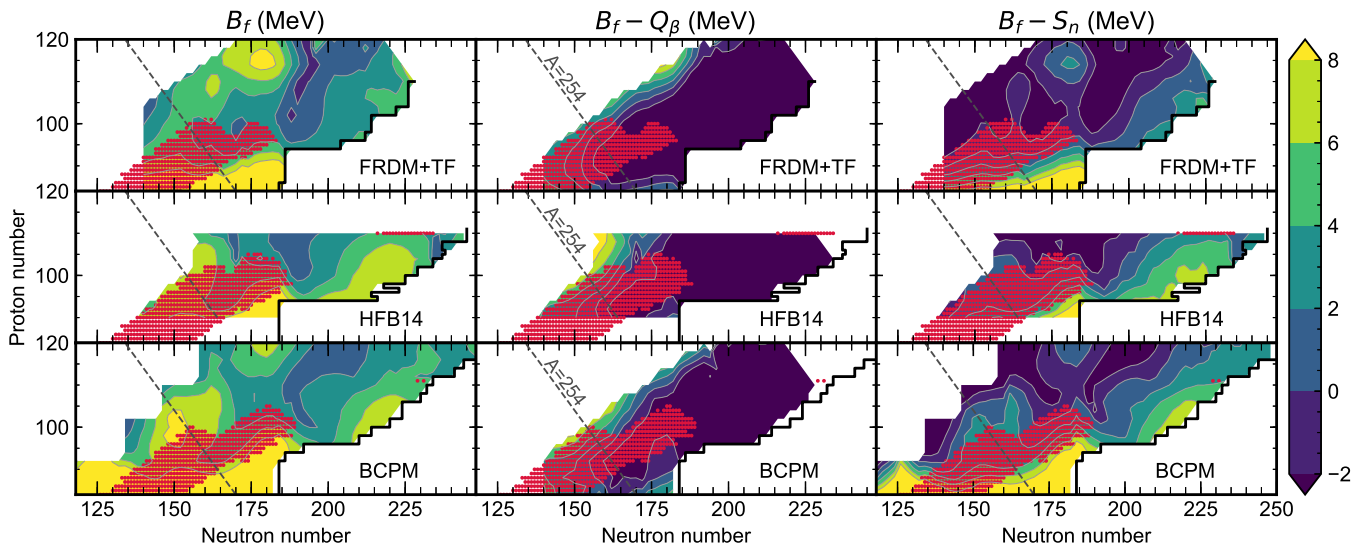 B_f (MeV)
B_f − Q_β (MeV)
B_f − S_n (MeV)
120
100
A=254
FRDM+TF
FRDM+TF
FRDM+TF
8
6
4
2
0
−2
Proton number
120
100
A=254
HFB14
HFB14
HFB14
120
100
A=254
BCPM
BCPM
BCPM
125 150 175 200 225
125 150 175 200 225
125 150 175 200 225 250
Neutron number
Neutron number
Neutron number